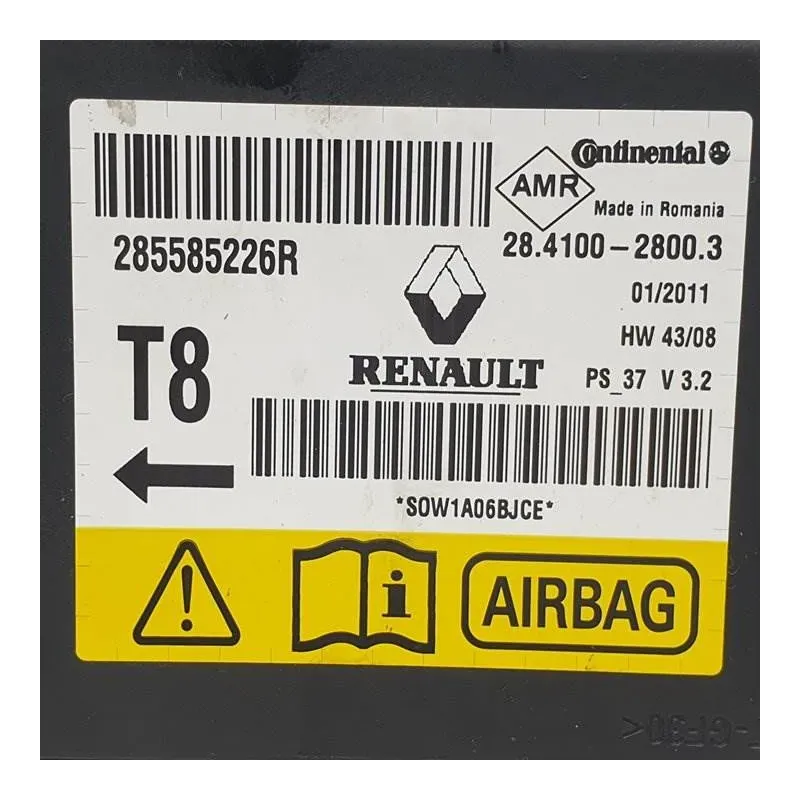 Continental
AMR
Made in Romania
285585226R
28.4100-2800.3
01/2011
HW 43/08
T8
RENAULT
PS_37 V 3.2
*SOW1A06BJCE*
i
AIRBAG